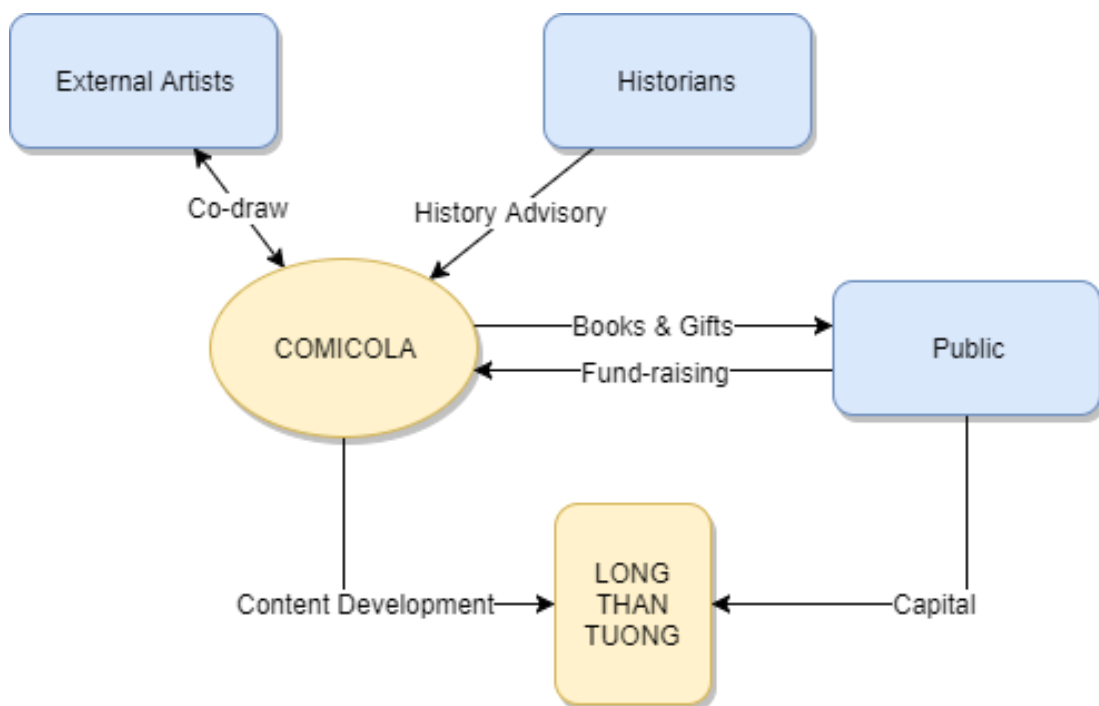 External Artists
Historians
Co-draw
History Advisory
COMICOLA
Books & Gifts
Fund-raising
Public
Content Development
LONG
THAN
TUONG
Capital